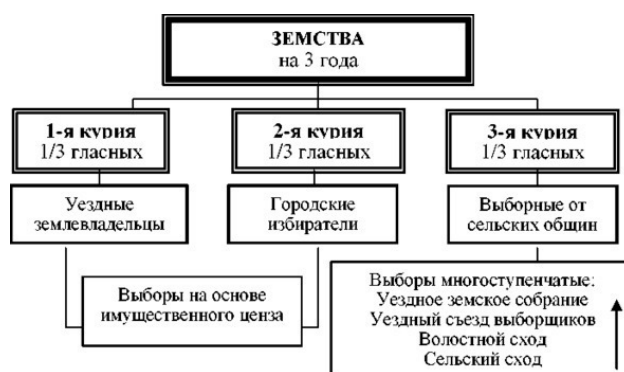 ЗЕМСТВА
на 3 года
1-я курия
1/3 гласных
2-я курия
1/3 гласных
3-я курия
1/3 гласных
Уездные
землевладельцы
Городские
избиратели
Выборные от
сельских общин
Выборы на основе
имущественного ценза
Выборы многоступенчатые:
Уездное земское собрание
Уездный съезд выборщиков
Волостной сход
Сельский сход